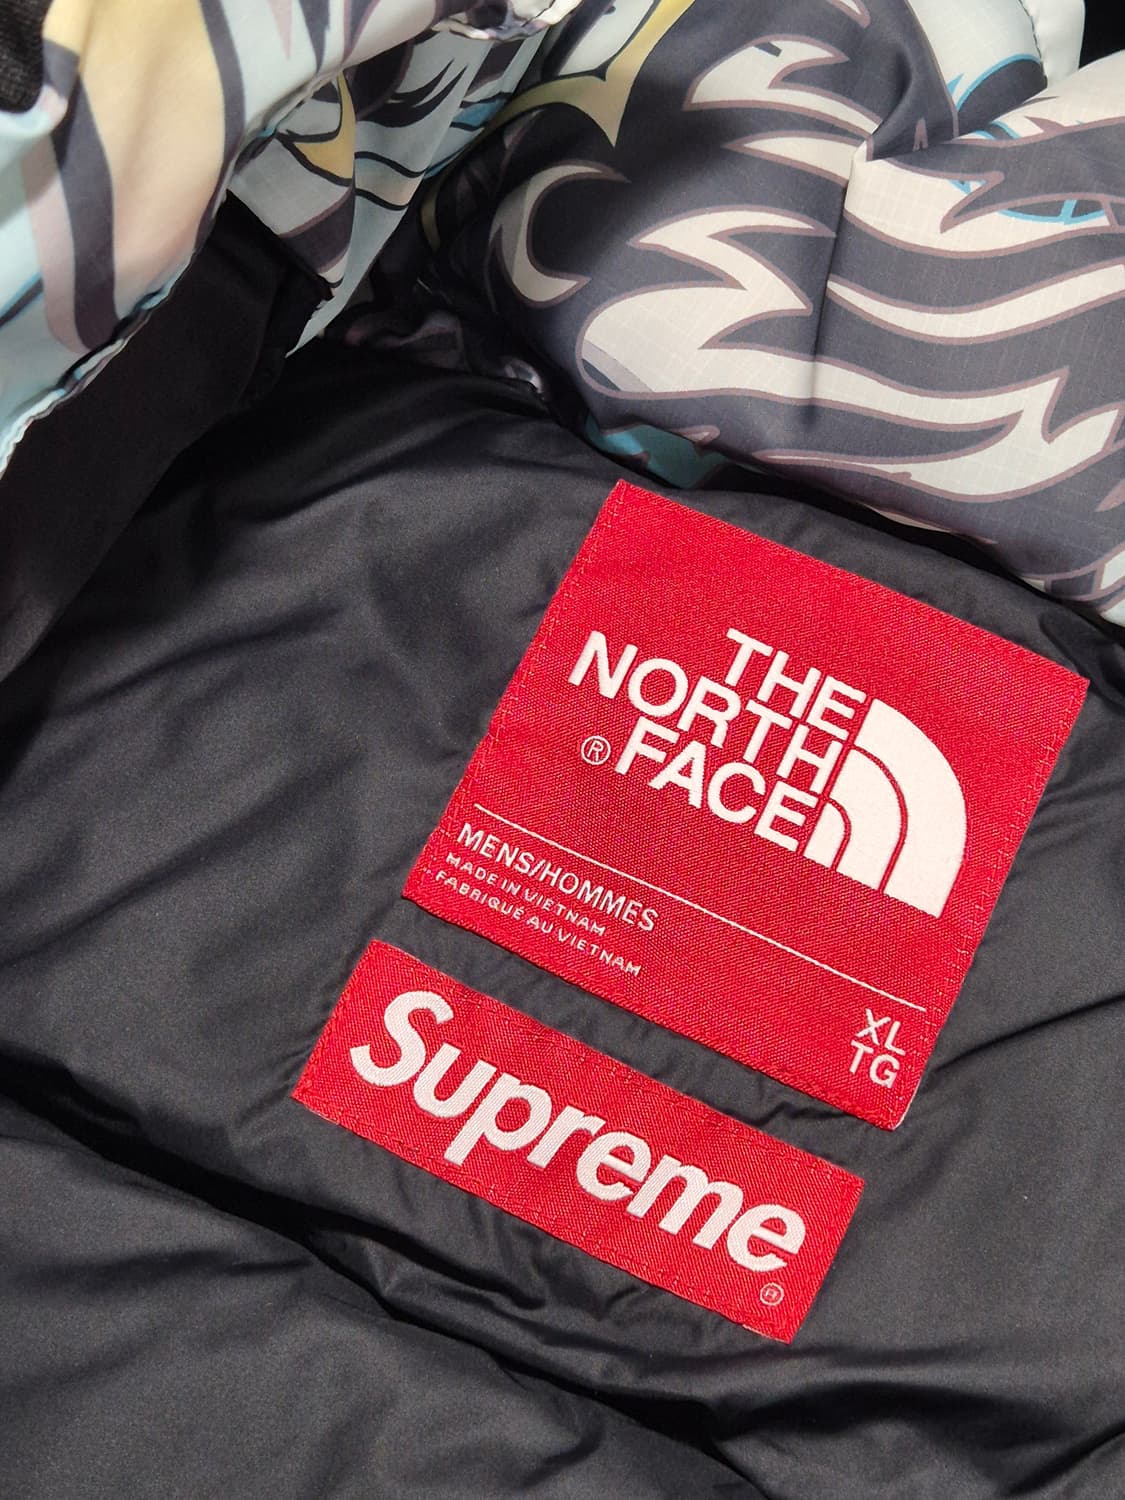 THE
NORTH
® FACE
MENS/HOMMES
MADE IN VIETNAM
FABRIQUÉ AU VIETNAM
XL
TG
Supreme
®